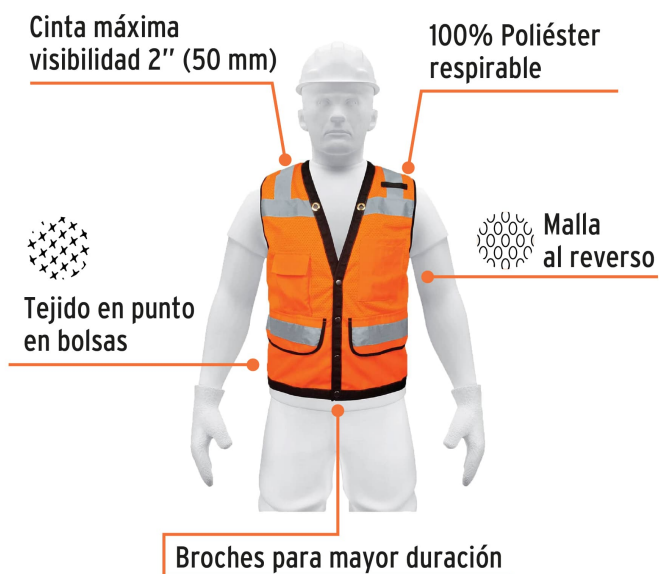 Cinta máxima
visibilidad 2” (50 mm)
100% Poliéster
respirable
Malla
al reverso
Tejido en punto
en bolsas
Broches para mayor duración